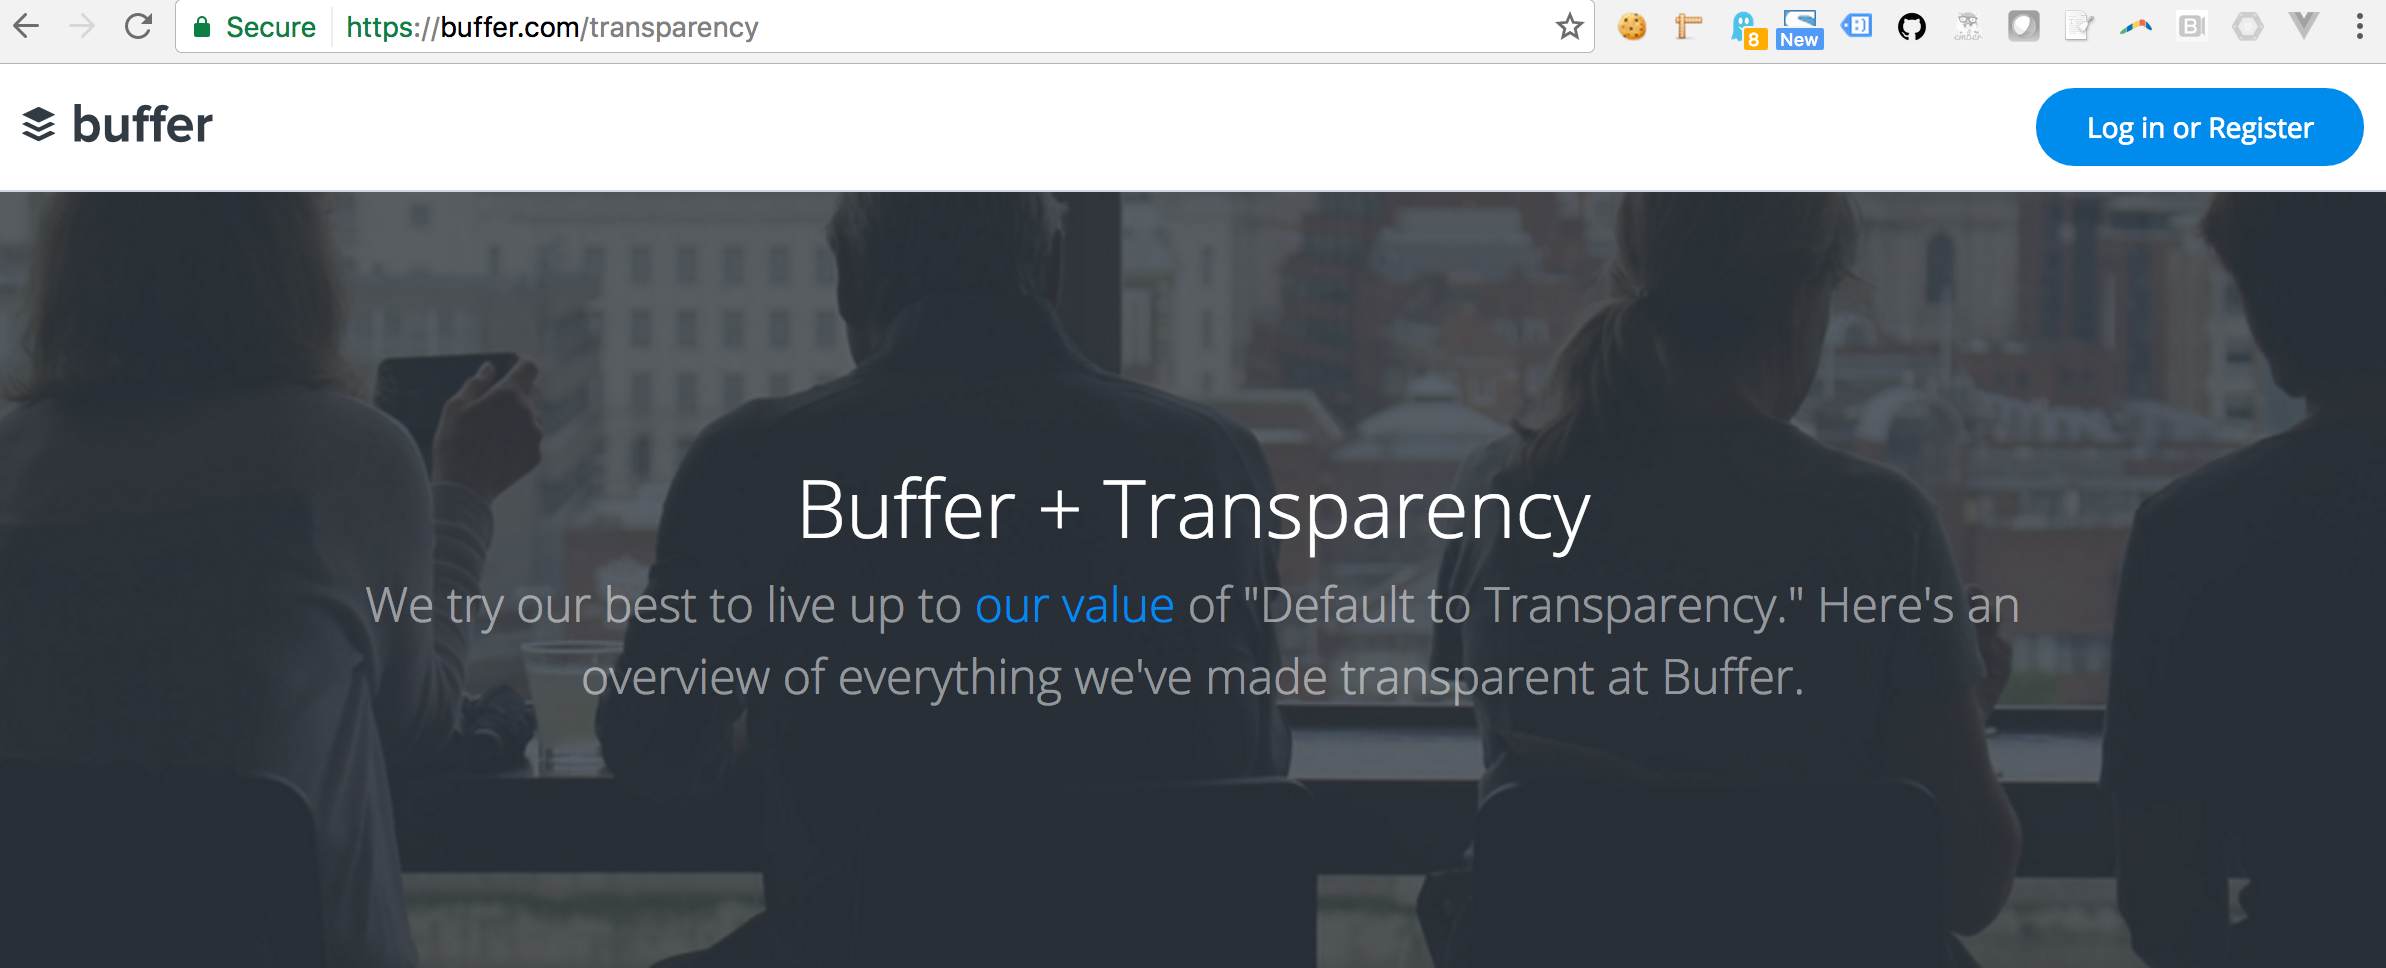 Secure https://buffer.com/transparency
8
New
buffer
Log in or Register
Buffer + Transparency
We try our best to live up to our value of "Default to Transparency." Here's an
overview of everything we've made transparent at Buffer.